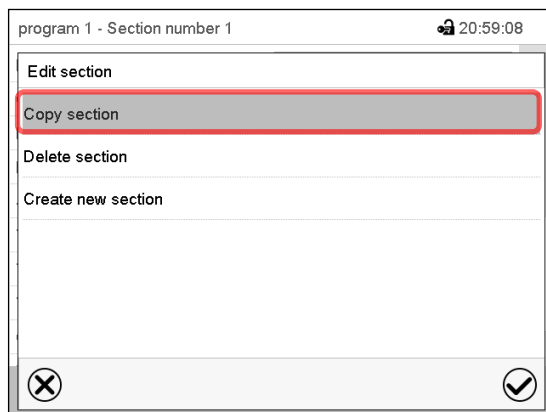 program 1 - Section number 1 20:59:08
Edit section
Copy section
Delete section
Create new section